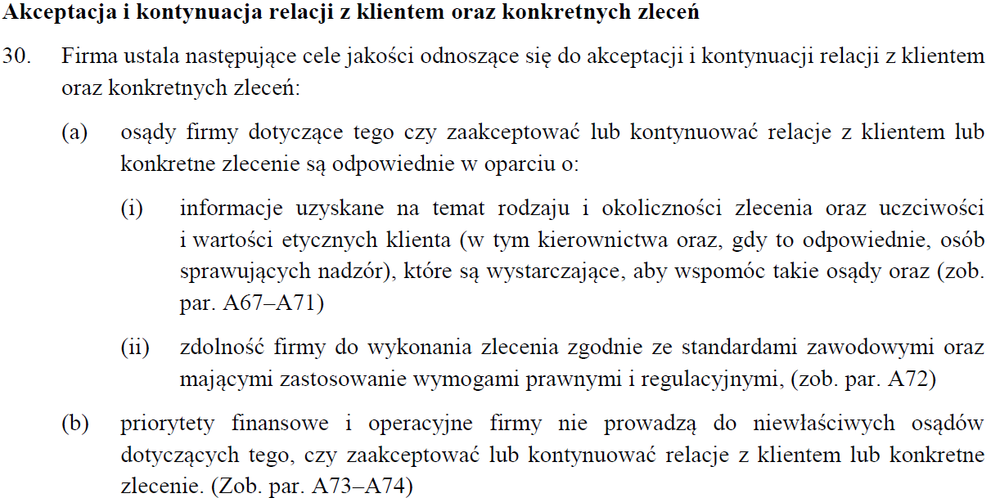 Akceptacja i kontynuacja relacji z klientem oraz konkretnych zleceń
30. Firma ustala następujące cele jakości odnoszące się do akceptacji i kontynuacji relacji z klientem
oraz konkretnych zleceń:
(a) osądy firmy dotyczące tego czy zaakceptować lub kontynuować relacje z klientem lub
konkretne zlecenie są odpowiednie w oparciu o:
(i) informacje uzyskane na temat rodzaju i okoliczności zlecenia oraz uczciwości
i wartości etycznych klienta (w tym kierownictwa oraz, gdy to odpowiednie, osób
sprawujących nadzór), które są wystarczające, aby wspomóc takie osądy oraz (zob.
par. A67–A71)
(ii) zdolność firmy do wykonania zlecenia zgodnie ze standardami zawodowymi oraz
mającymi zastosowanie wymogami prawnymi i regulacyjnymi, (zob. par. A72)
(b) priorytety finansowe i operacyjne firmy nie prowadzą do niewłaściwych osądów
dotyczących tego, czy zaakceptować lub kontynuować relacje z klientem lub konkretne
zlecenie. (Zob. par. A73–A74)